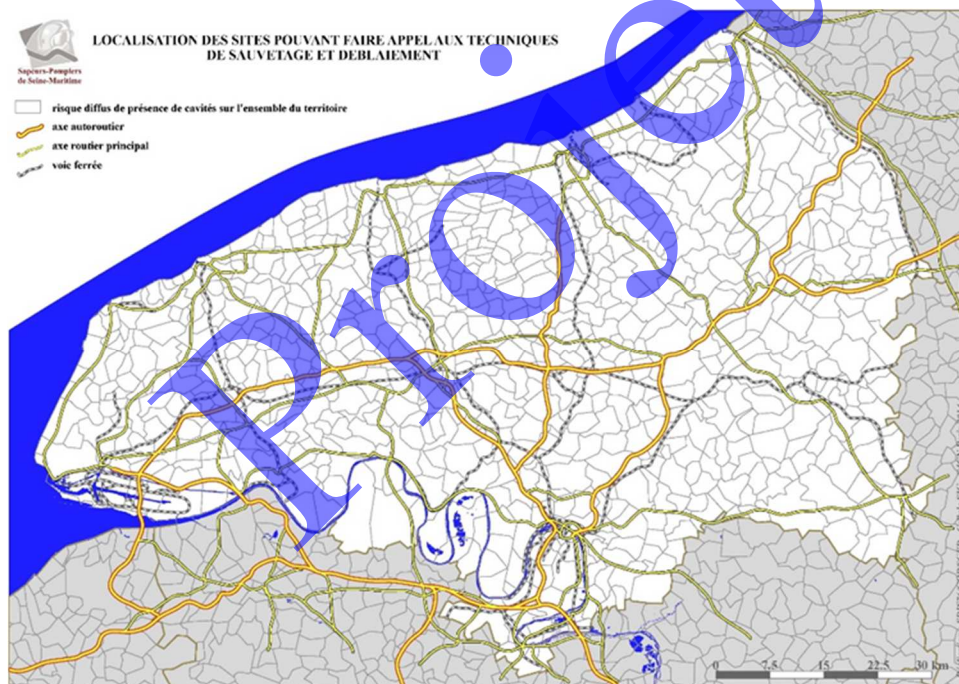 LOCALISATION DES SITES POUVANT FAIRE APPEL AUX TECHNIQUES
DE SAUVETAGE ET DEBLAIEMENT
Sapeurs-Pompiers
de Seine-Maritime
risque diffus de présence de cavités sur l'ensemble du territoire
axe autoroutier
axe routier principal
voie ferrée
Projet
0 7.5 15 22.5 30 km